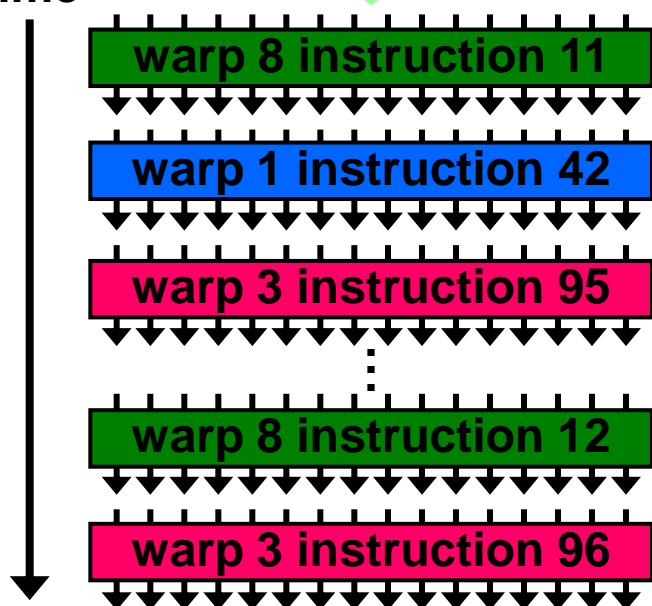 warp 8 instruction 11
warp 1 instruction 42
warp 3 instruction 95
warp 8 instruction 12
warp 3 instruction 96